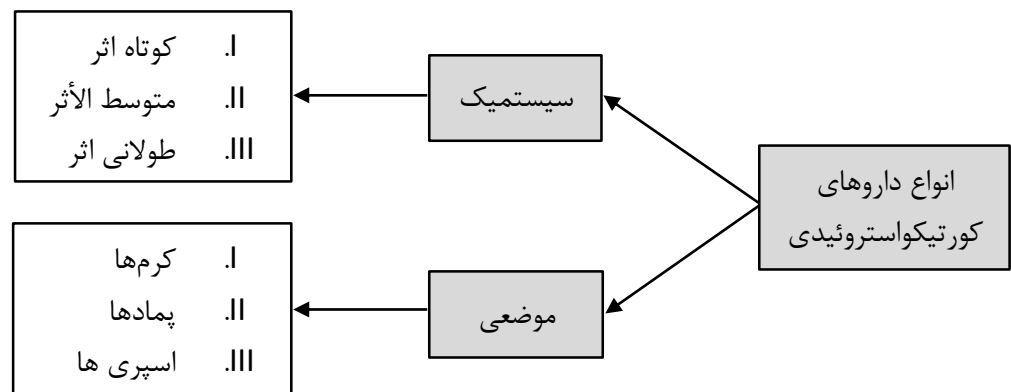 انواع داروهای
کورتیکواستروئیدی
سیستمیک
I. کوتاه اثر
II. متوسط الأثر
III. طولانی اثر
موضعی
I. کرم‌ها
II. پمادها
III. اسپری ها